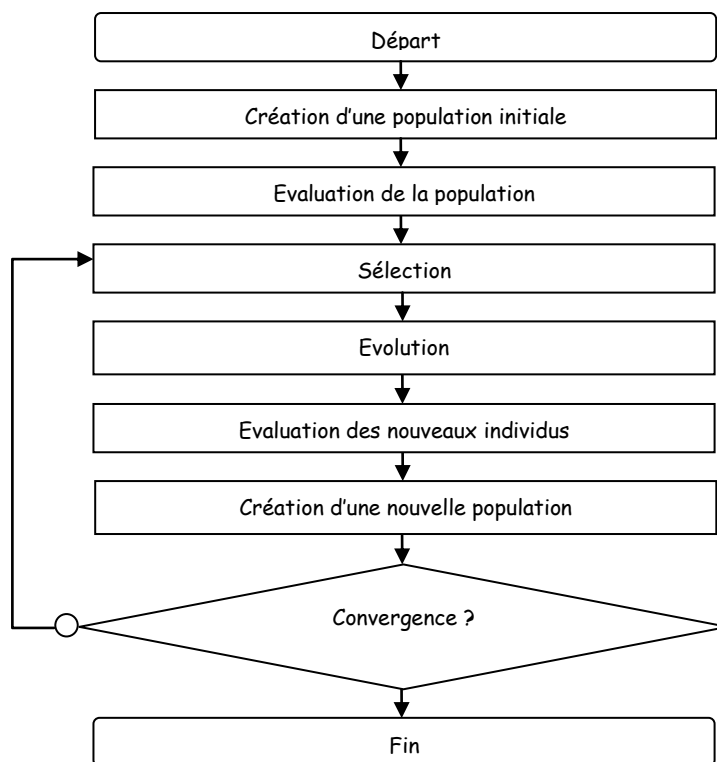 Départ
Création d’une population initiale
Evaluation de la population
Sélection
Evolution
Evaluation des nouveaux individus
Création d’une nouvelle population
Convergence ?
Fin